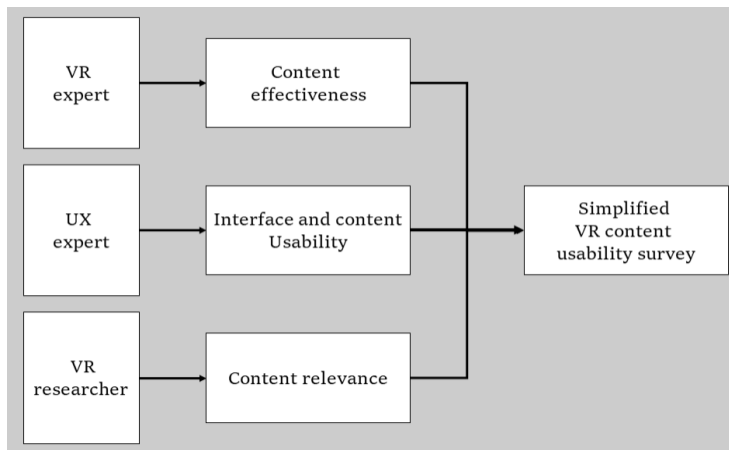 VR
expert
Content
effectiveness
UX
expert
Interface and content
Usability
Simplified
VR content
usability survey
VR
researcher
Content relevance